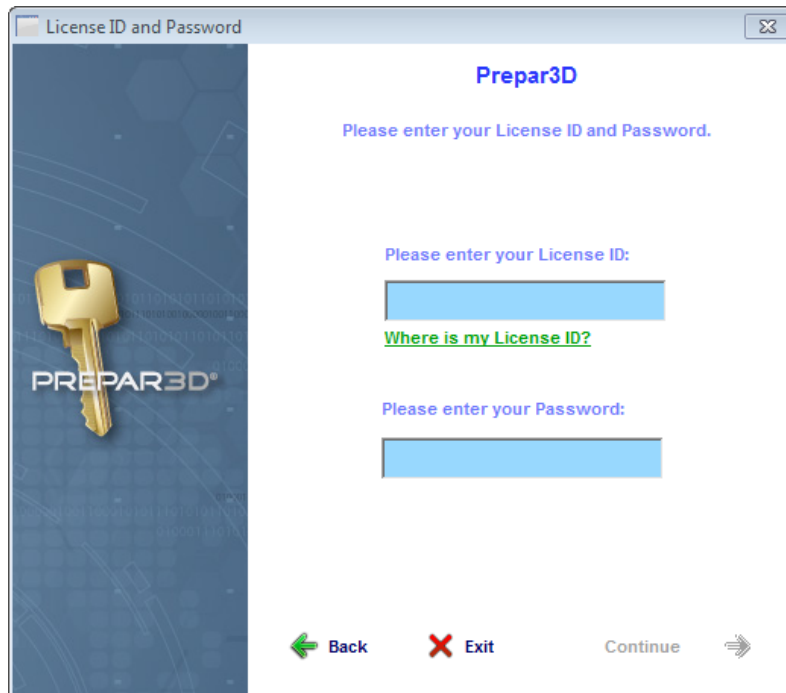 License ID and Password
Prepar3D
Please enter your License ID and Password.
Please enter your License ID:
Where is my License ID?
PREPAR3D®
Please enter your Password:
Back
Exit
Continue